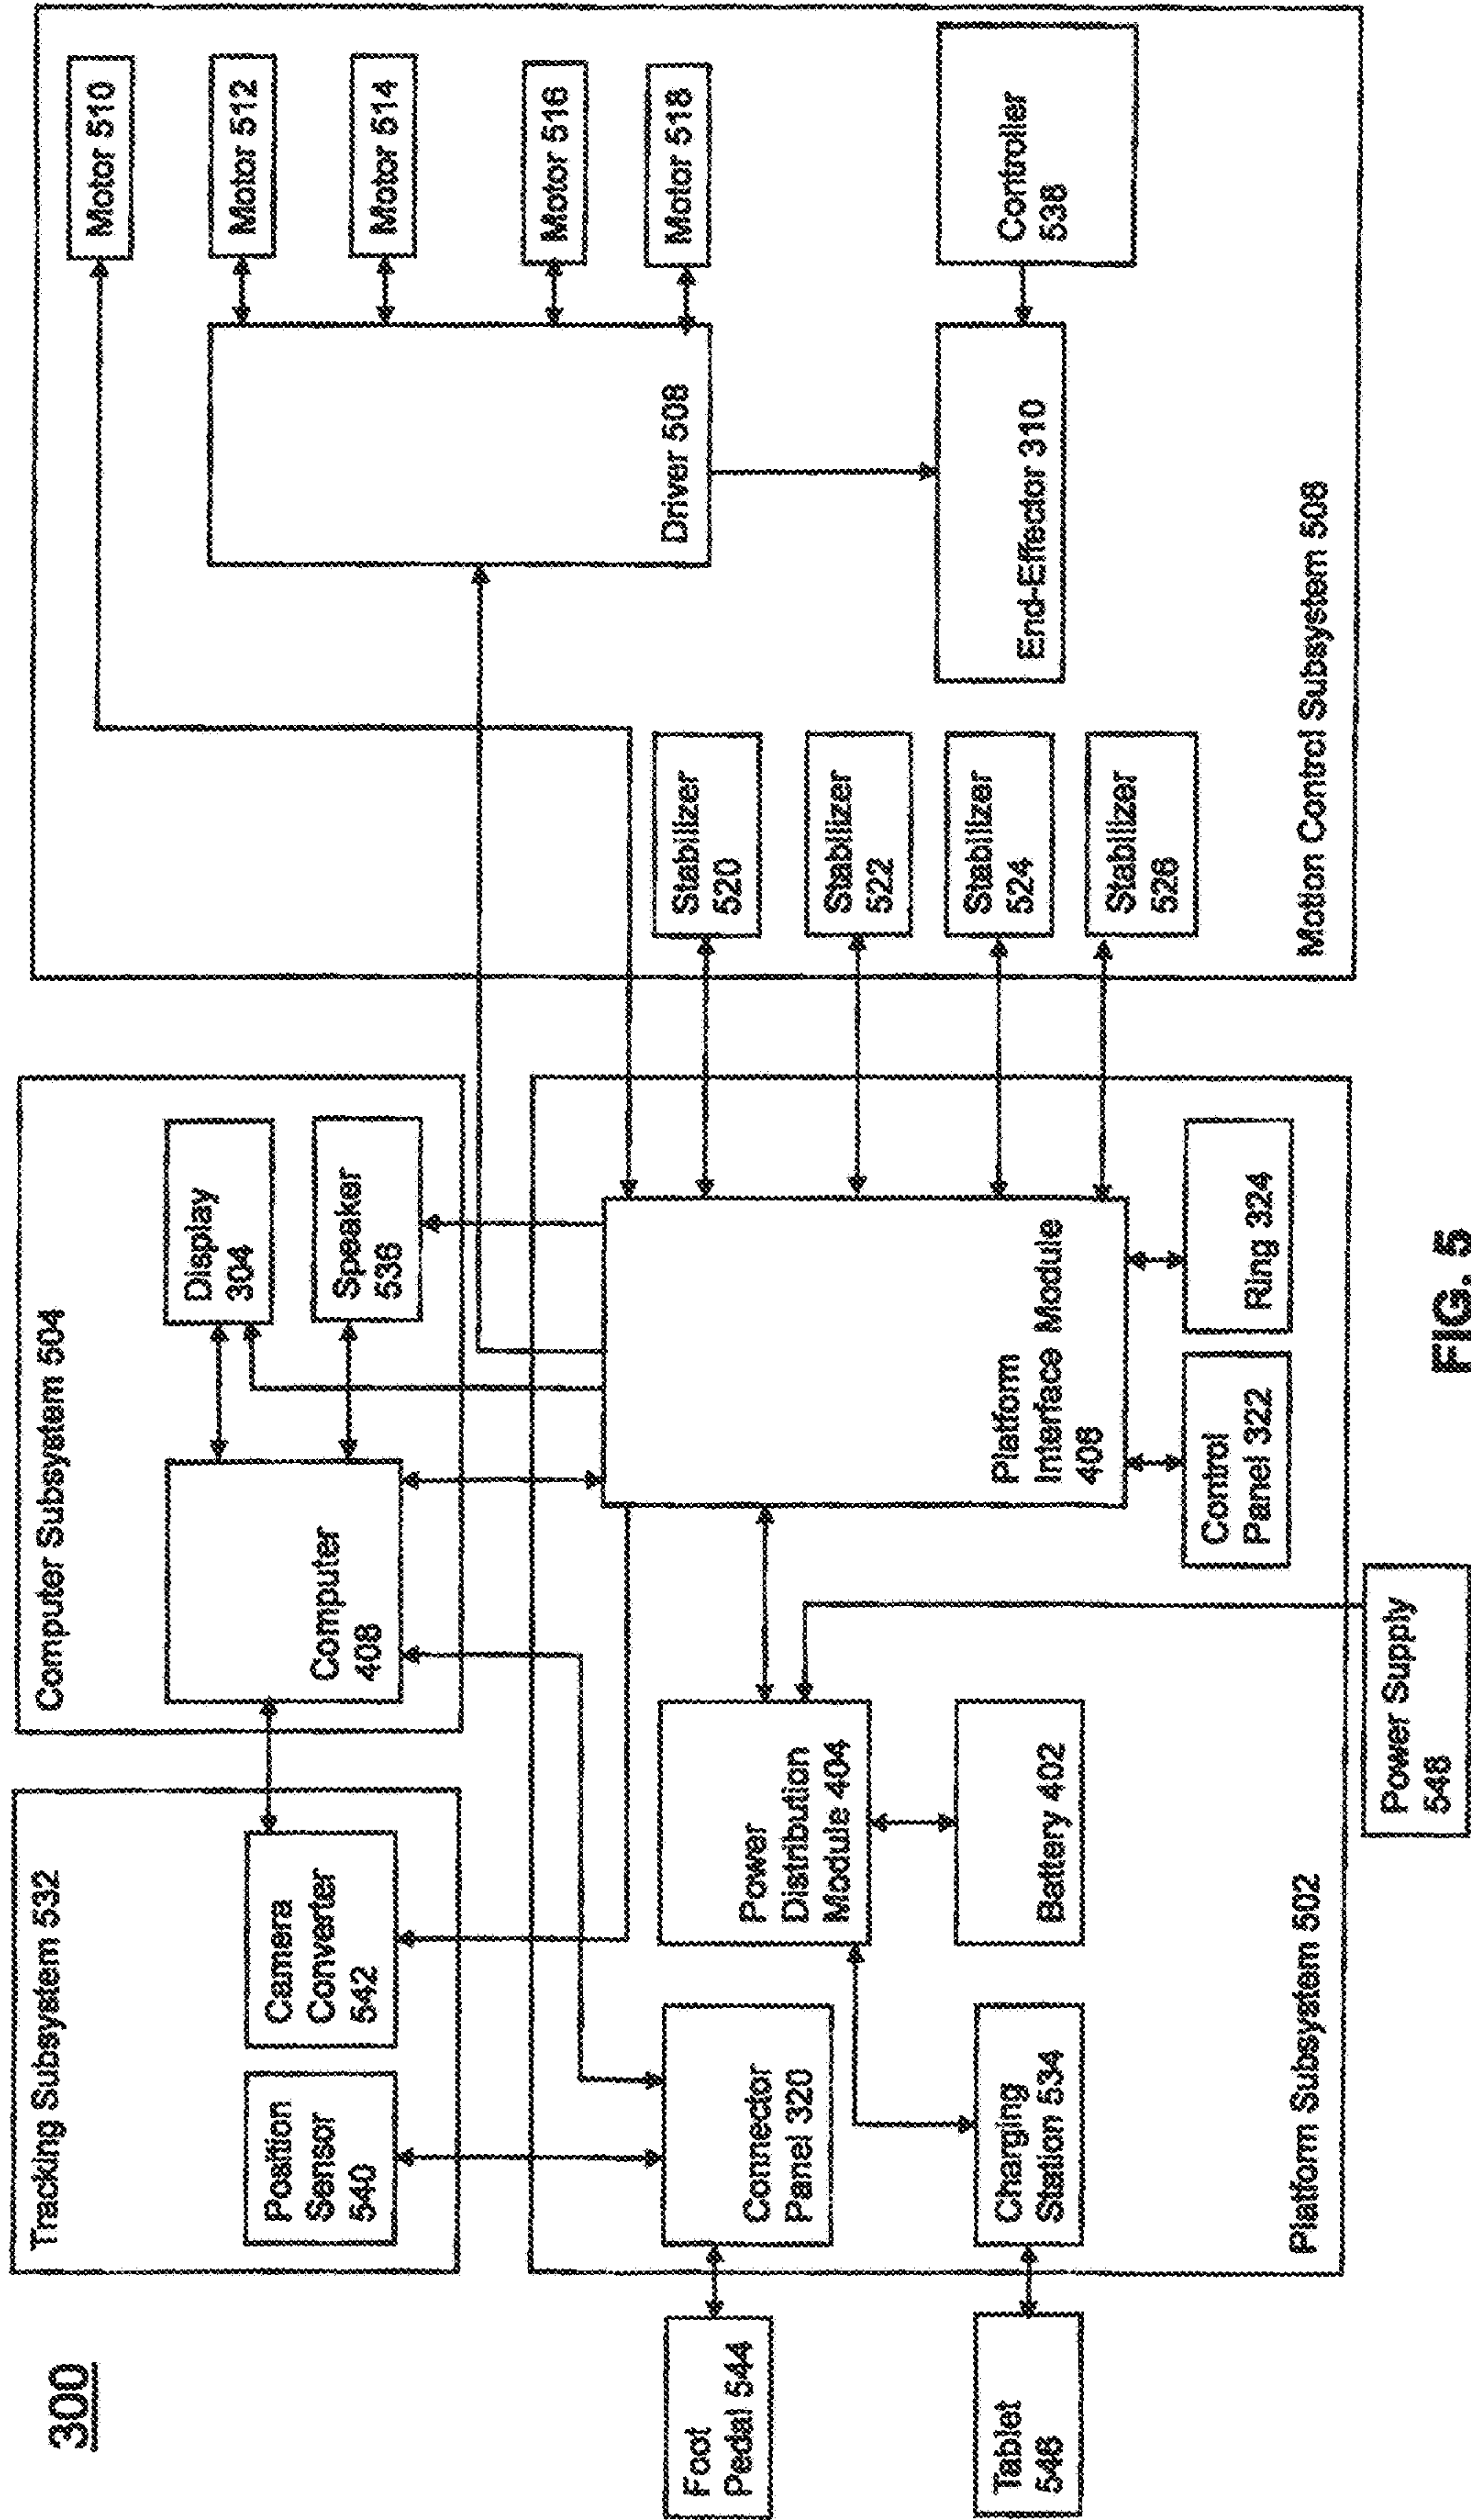 300
Tracking Subsystem 532
Position
Sensor
540
Camera
Converter
542
Computer Subsystem 504
Computer
408
Display
304
Speaker
536
Motor 510
Motor 512
Motor 514
Motor 516
Motor 518
Driver 508
End-Effector 310
Controller
538
Stabilizer
520
Stabilizer
522
Stabilizer
524
Stabilizer
526
Motion Control Subsystem 506
Foot
Pedal 544
Tablet
546
Connector
Panel 320
Charging
Station 534
Power
Distribution
Module 404
Battery 402
Platform
Interface Module
406
Control
Panel 322
Ring 324
Platform Subsystem 502
Power Supply
548
FIG. 5